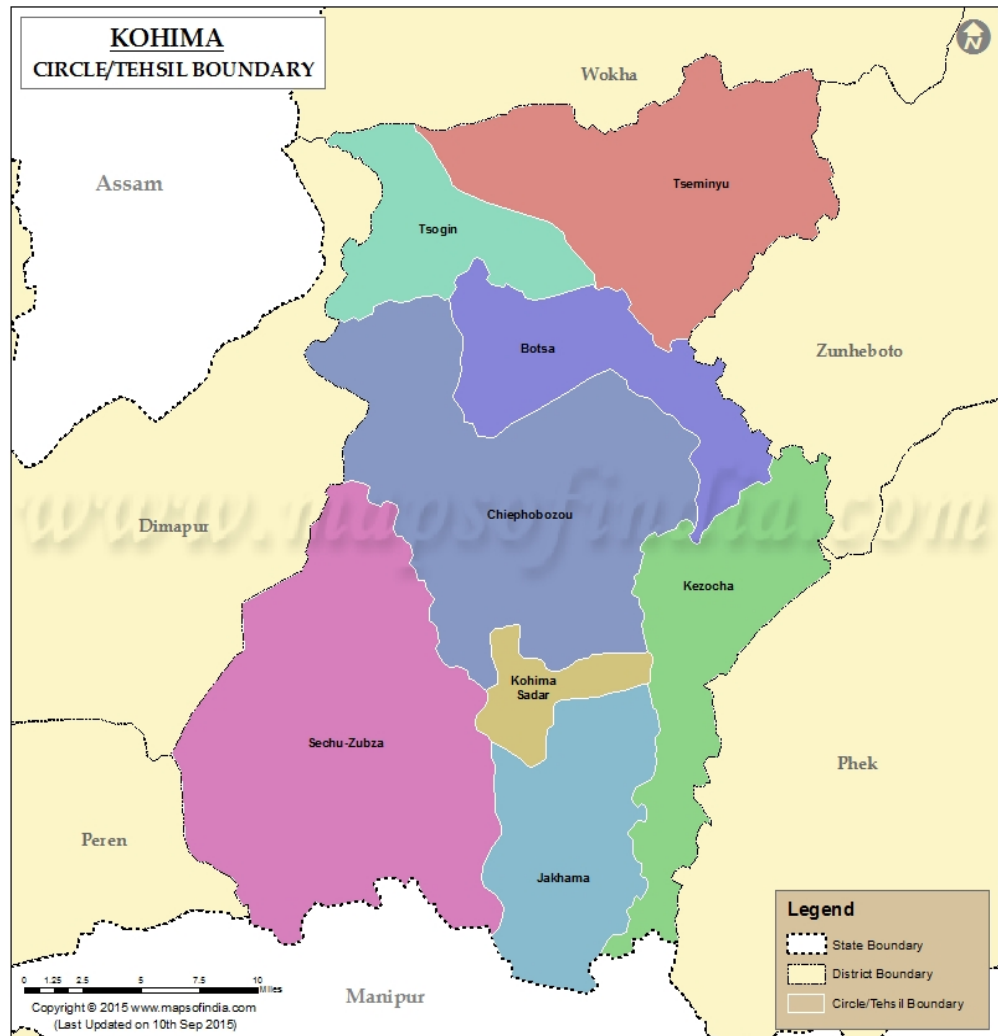 KOHIMA
CIRCLE/TEHSIL BOUNDARY
N
Wokha
Assam
Tseminyu
Tsogin
Botsa
Zunheboto
www.mapsofindia.com
Chiephobozou
Dimapur
Kezocha
Kohima
Sadar
Sechu-Zubza
Phek
Peren
Jakhama
Manipur
Legend
State Boundary
District Boundary
Circle/Tehsil Boundary
0 1.25 2.5 5 7.5 10
Miles
Copyright © 2015 www.mapsofindia.com
(Last Updated on 10th Sep 2015)